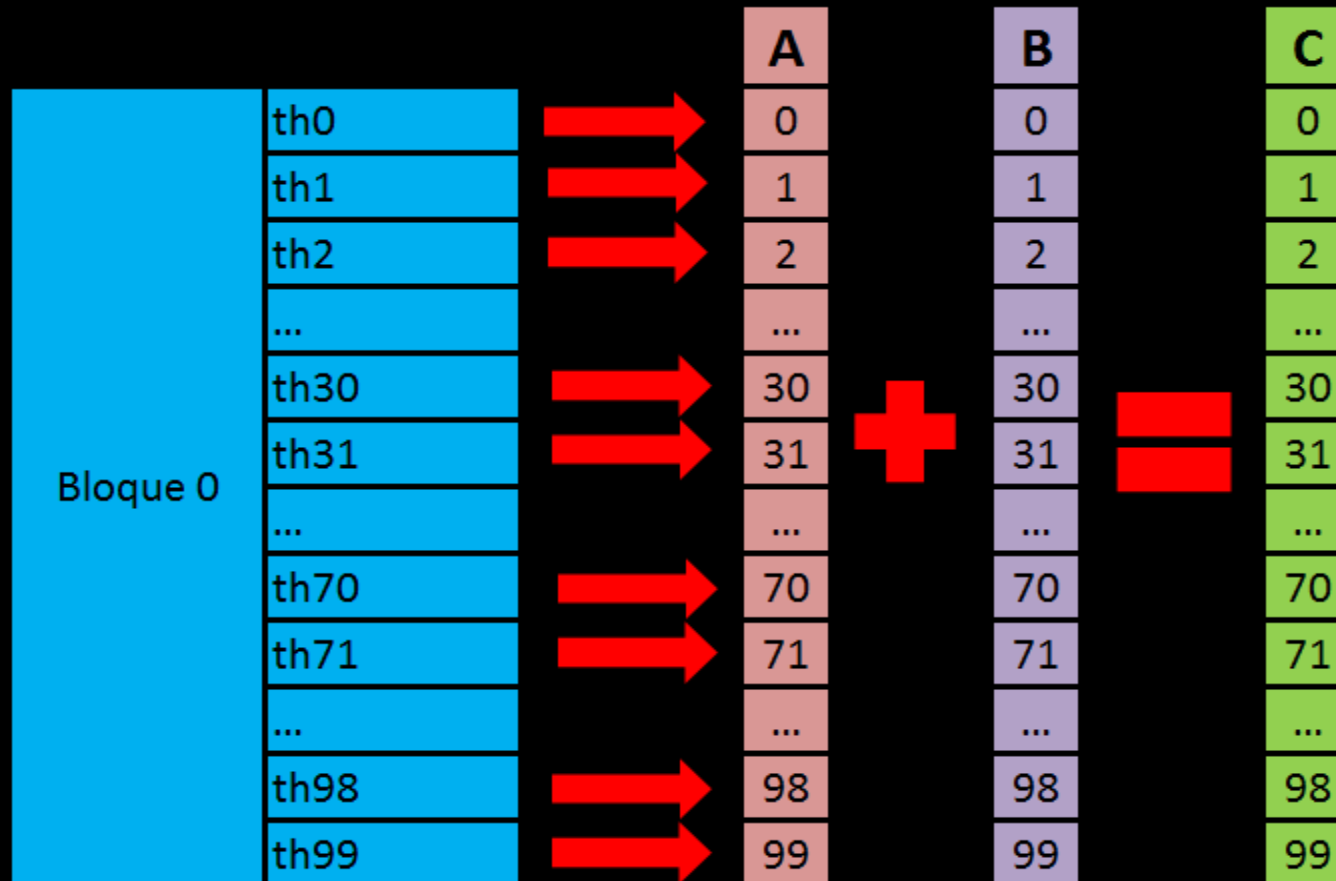 A B C
th0 0 0 0
th1 1 1 1
th2 2 2 2
... ... ... ...
th30 30 30 30
th31 31 31 31
Bloque 0
... ... ... ...
th70 70 70 70
th71 71 71 71
... ... ... ...
th98 98 98 98
th99 99 99 99